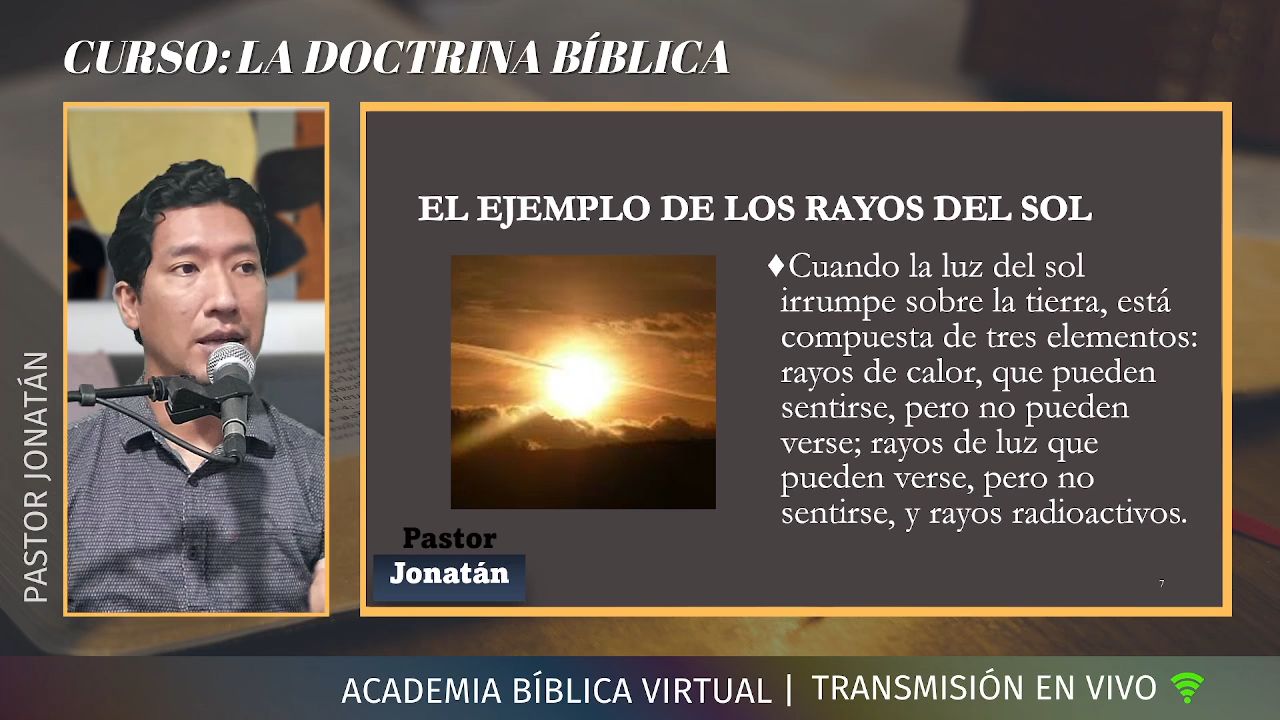 CURSO: LA DOCTRINA BÍBLICA
PASTOR JONATÁN
EL EJEMPLO DE LOS RAYOS DEL SOL
♦Cuando la luz del sol
irrumpe sobre la tierra, está
compuesta de tres elementos:
rayos de calor, que pueden
sentirse, pero no pueden
verse; rayos de luz que
pueden verse, pero no
sentirse, y rayos radioactivos.
Pastor
Jonatán
7
ACADEMIA BÍBLICA VIRTUAL | TRANSMISIÓN EN VIVO